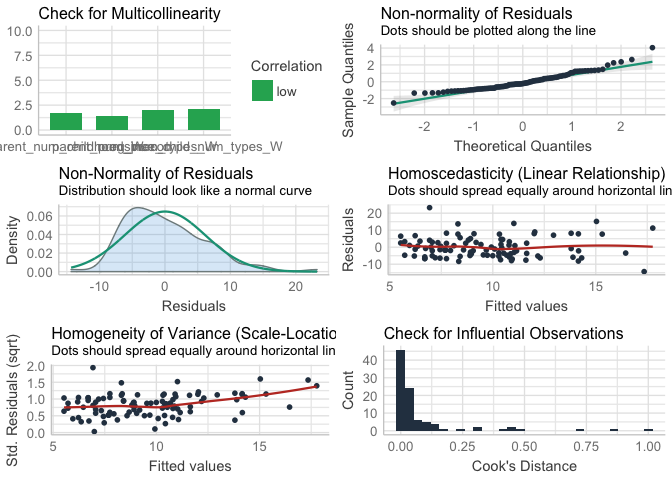 Check for Multicollinearity
10.0
7.5
5.0
2.5
0.0
Correlation
low
Non-normality of Residuals
Dots should be plotted along the line
Sample Quantiles
4
2
0
-2
-2
-1
0
1
2
Theoretical Quantiles
Non-Normality of Residuals
Distribution should look like a normal curve
Density
0.06
0.04
0.02
0.00
-10
0
10
20
Residuals
Homoscedasticity (Linear Relationship)
Dots should spread equally around horizontal lin
Residuals
20
10
0
-10
5
10
15
Fitted values
Homogeneity of Variance (Scale-Locatio
Dots should spread equally around horizontal lin
Std. Residuals (sqrt)
2.0
1.5
1.0
0.5
0.0
5
10
15
Fitted values
Check for Influential Observations
Count
40
30
20
10
0
0.00
0.25
0.50
0.75
1.00
Cook's Distance